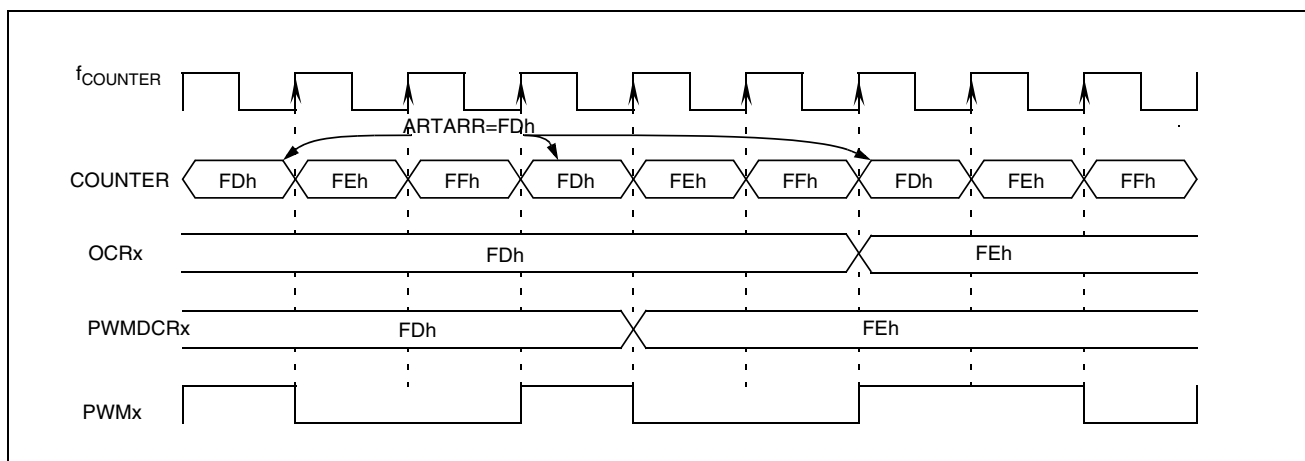 fCOUNTER
ARTARR=FDh
COUNTER FDh FEh FFh FDh FEh FFh FDh FEh FFh
OCRx FDh FEh
PWMDCRx FDh FEh
PWMx